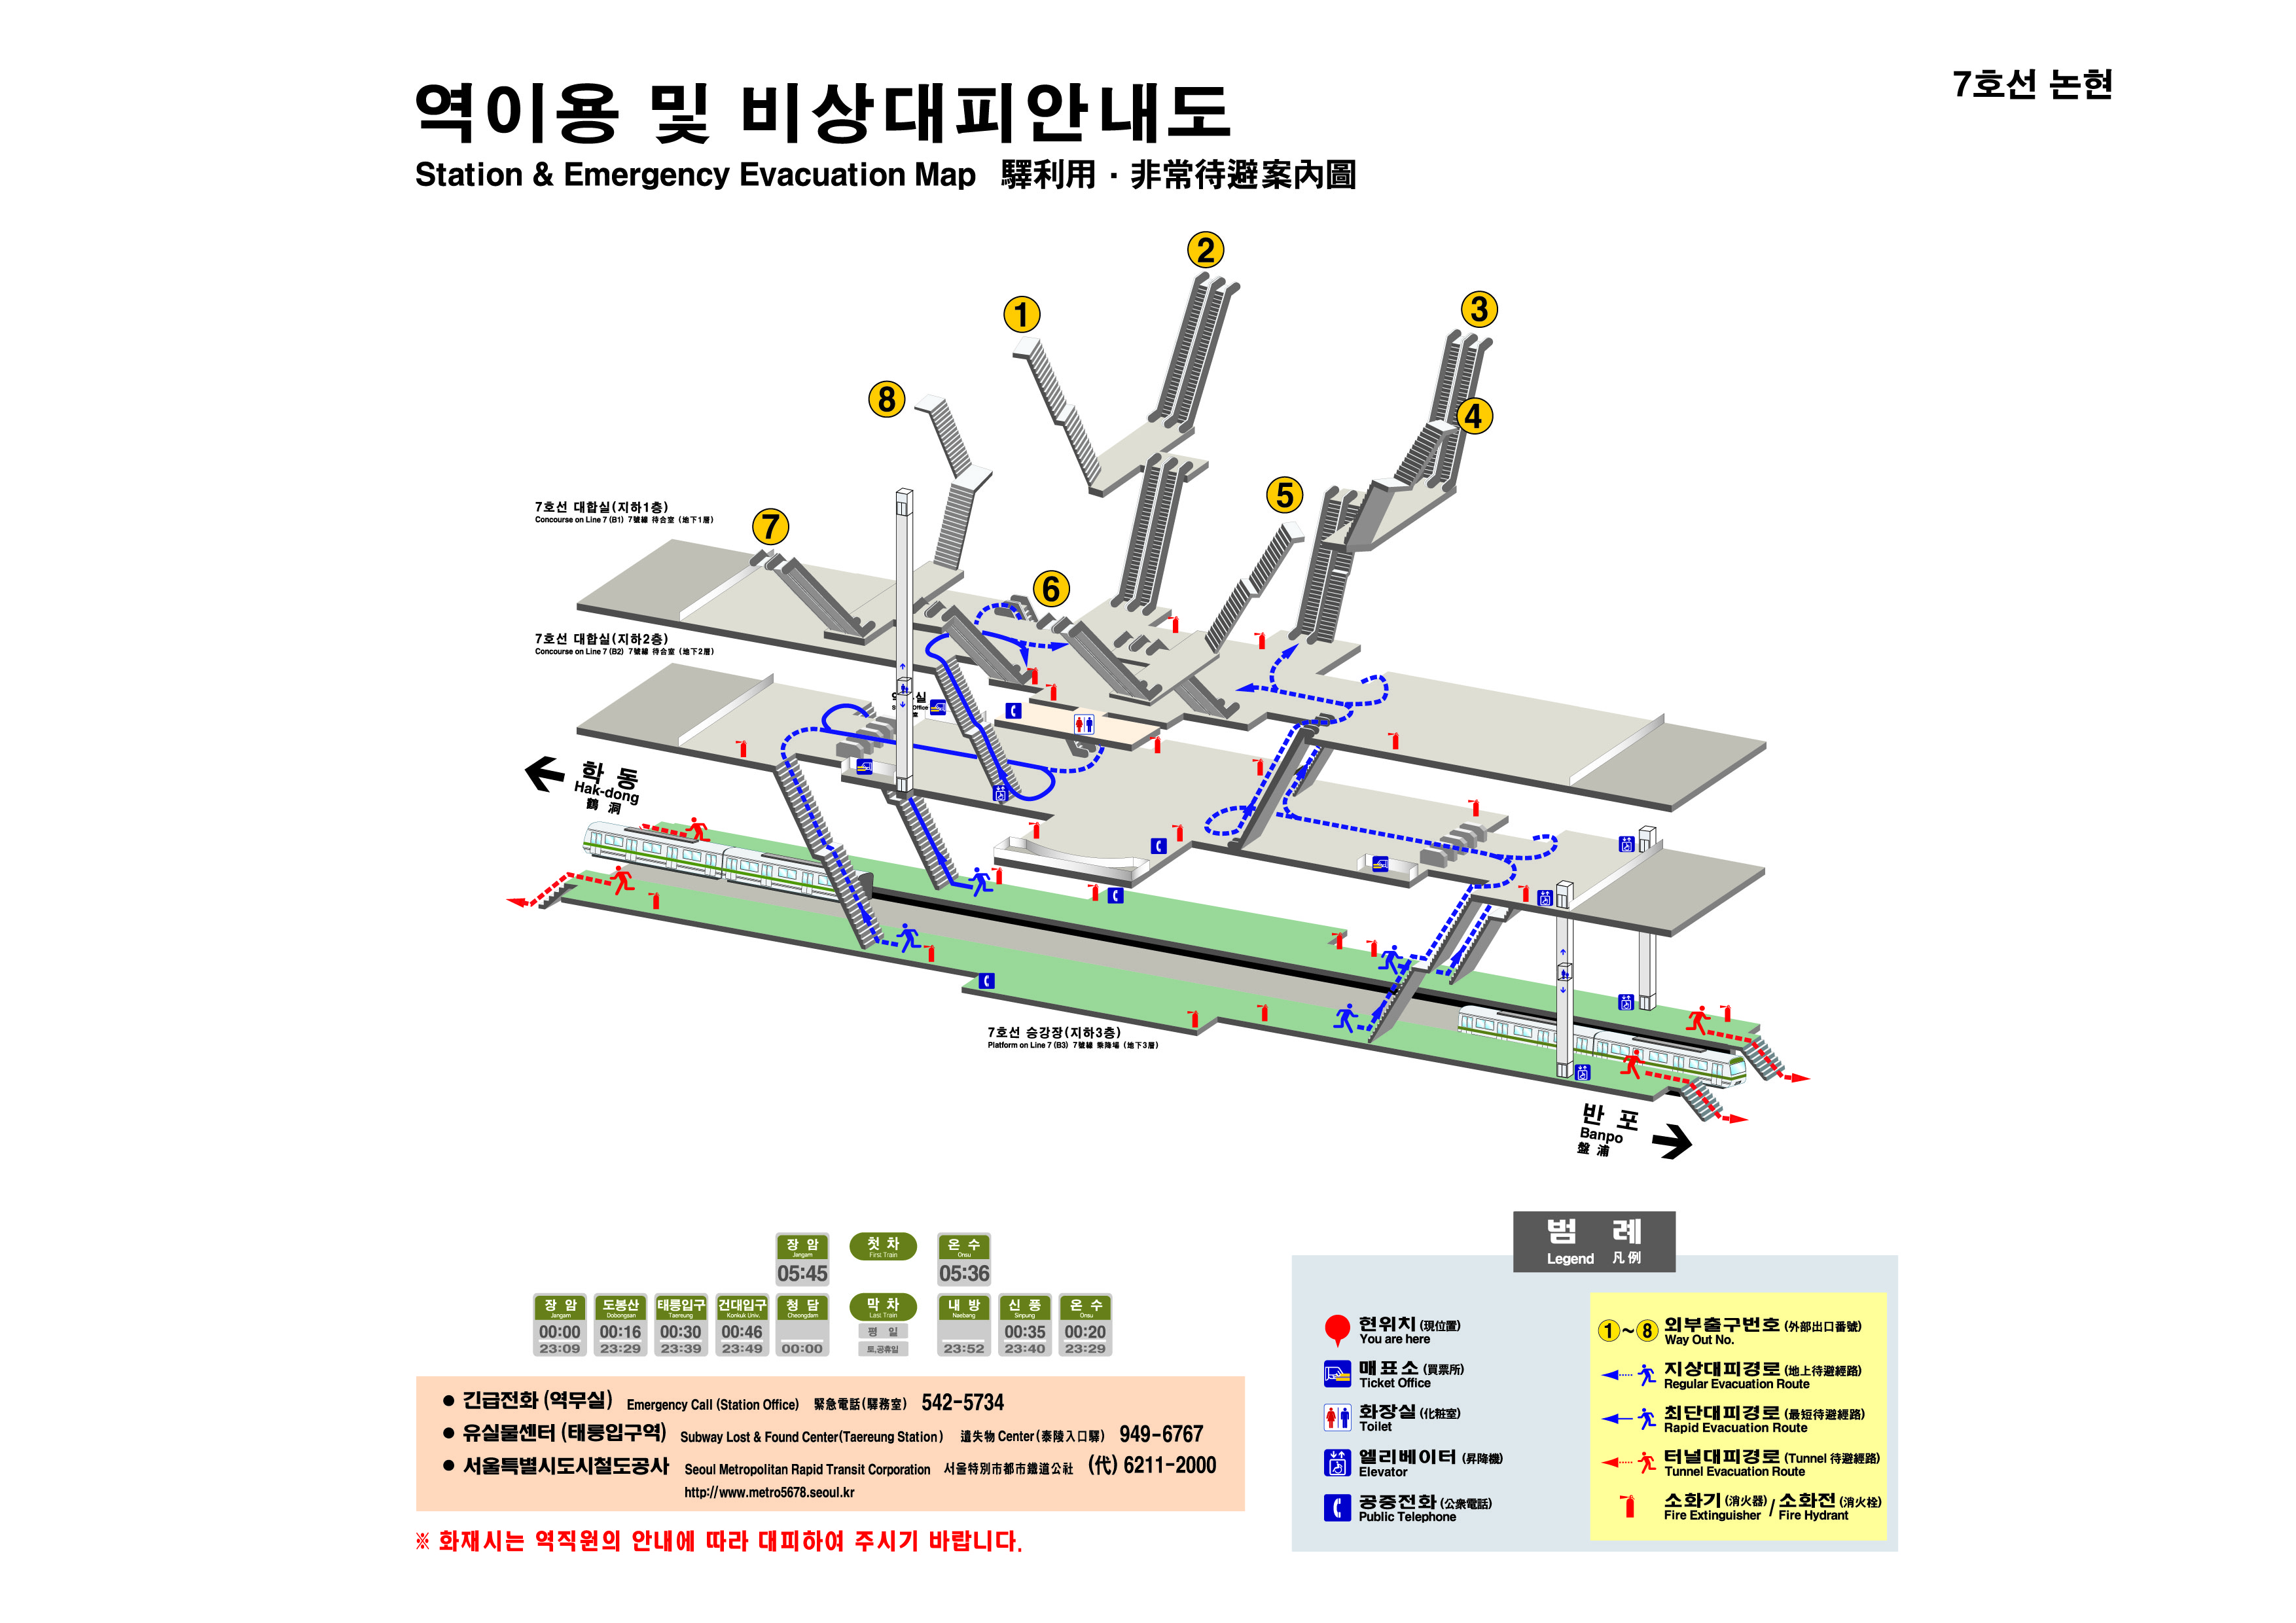 7호선 논현
역이용 및 비상대피안내도
Station & Emergency Evacuation Map 驛利用・非常待避案內圖
2
1
3
8
4
5
7호선 대합실(지하1층)
Concourse on Line 7 (B1) 7號線 待合室 (地下1層)
7
6
7호선 대합실(지하2층)
Concourse on Line 7 (B2) 7號線 待合室 (地下2層)
학 동
Hak-dong
鶴 洞
7호선 승강장(지하3층)
Platform on Line 7 (B3) 7號線 乘降場 (地下3層)
반 포
Banpo
盤 浦
장 암 첫 차 온 수
Jangam First Train Onsu
05:45 05:36
장 암 도봉산 태릉입구 건대입구 청 담 막 차 내 방 신 풍 온 수
Jangam Dobongsan Taereung Konkuk Univ. Cheongdam Last Train Naebang Sinpung Onsu
00:00 00:16 00:30 00:46 평 일 00:35 00:20
23:09 23:29 23:39 23:49 00:00 토,공휴일 23:52 23:40 23:29
● 긴급전화 (역무실) Emergency Call (Station Office) 緊急電話(驛務室) 542-5734
● 유실물센터 (태릉입구역) Subway Lost & Found Center(Taereung Station) 遺失物 Center (泰陵入口驛) 949-6767
● 서울특별시도시철도공사 Seoul Metropolitan Rapid Transit Corporation 서울特別市都市鐵道公社 (代) 6211-2000
http://www.metro5678.seoul.kr
※ 화재시는 역직원의 안내에 따라 대피하여 주시기 바랍니다.
범 례
Legend 凡 例
현위치 (現位置)
You are here
매표소 (買票所)
Ticket Office
화장실 (化粧室)
Toilet
엘리베이터 (昇降機)
Elevator
공중전화 (公衆電話)
Public Telephone
1~8 외부출구번호 (外部出口番號)
Way Out No.
지상대피경로 (地上待避經路)
Regular Evacuation Route
최단대피경로 (最短待避經路)
Rapid Evacuation Route
터널대피경로 (Tunnel 待避經路)
Tunnel Evacuation Route
소화기 (消火器) / 소화전 (消火栓)
Fire Extinguisher / Fire Hydrant